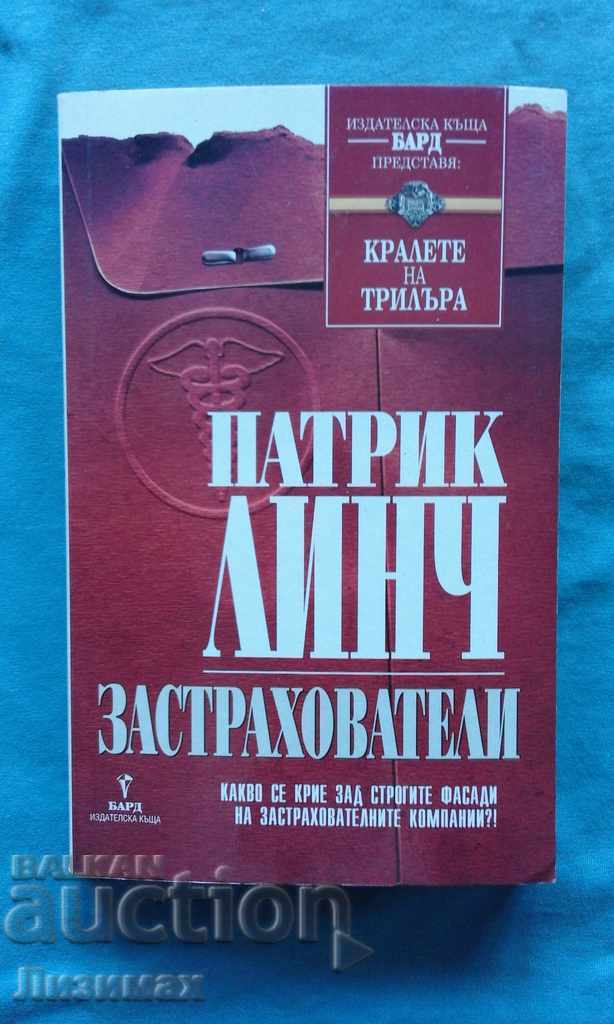 ИЗДАТЕЛСКА КЪЩА
БАРД
ПРЕДСТАВЯ:
КРАЛЕТЕ
НА
ТРИЛЪРА
ПАТРИК
ЛИНЧ
ЗАСТРАХОВАТЕЛИ
КАКВО СЕ КРИЕ ЗАД СТРОГИТЕ ФАСАДИ
НА ЗАСТРАХОВАТЕЛНИТЕ КОМПАНИИ?!
БАРД
ИЗДАТЕЛСКА КЪЩА
BALKAN
auction
Лизимах